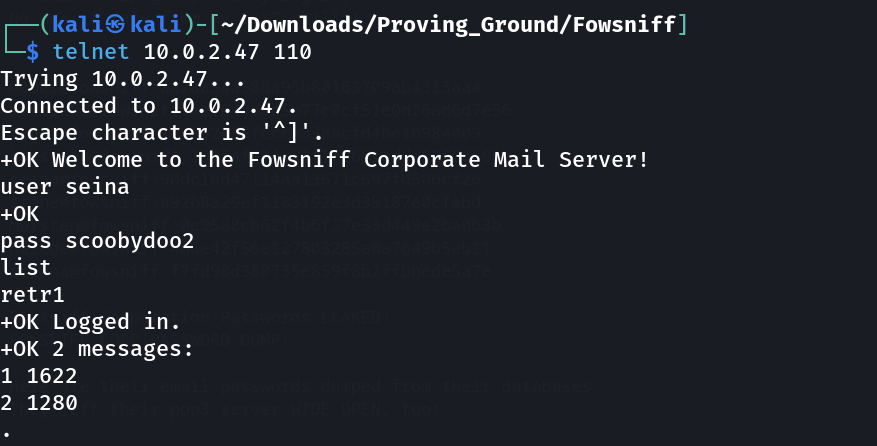 ┌──(kali㉿kali)-[~/Downloads/Proving_Ground/Fowsniff]
└─$ telnet 10.0.2.47 110
Trying 10.0.2.47...
Connected to 10.0.2.47.
Escape character is '^]'.
+OK Welcome to the Fowsniff Corporate Mail Server!
user seina
+OK
pass scoobydoo2
list
retr1
+OK Logged in.
+OK 2 messages:
1 1622
2 1280
.